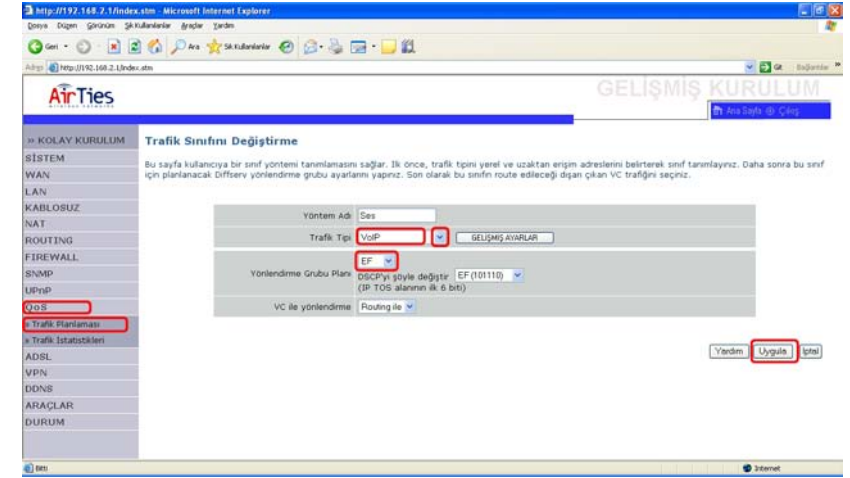 http://192.168.2.1/index.stm - Microsoft Internet Explorer
Dosya Düzen Görünüm Sık Kullanılanlar Araçlar Yardım
Geri Ara Sık Kullanılanlar
Adres http://192.168.2.1/index.stm Git Bağlantılar »
AirTies
GELİŞMİŞ KURULUM
Ana Sayfa Çıkış
» KOLAY KURULUM
SİSTEM
WAN
LAN
KABLOSUZ
NAT
ROUTING
FIREWALL
SNMP
UPnP
QoS
» Trafik Planlaması
» Trafik İstatistikleri
ADSL
VPN
DDNS
ARAÇLAR
DURUM
Trafik Sınıfını Değiştirme
Bu sayfa kullanıcıya bir sınıf yöntemi tanımlamasını sağlar. İlk önce, trafik tipini yerel ve uzaktan erişim adreslerini belirterek sınıf tanımlayınız. Daha sonra bu sınıf
için planlanacak Diffserv yönlendirme grubu ayarlarını yapınız. Son olarak bu sınıfın route edileceği dışarı çıkan VC trafiğini seçiniz.
Yöntem Adı Ses
Trafik Tipi VoIP GELİŞMİŞ AYARLAR
EF
Yönlendirme Grubu Planı DSCP'yi şöyle değiştir EF (101110)
(IP TOS alanının ilk 6 biti)
VC ile yönlendirme Routing ile
Yardım Uygula İptal
Bitti Internet